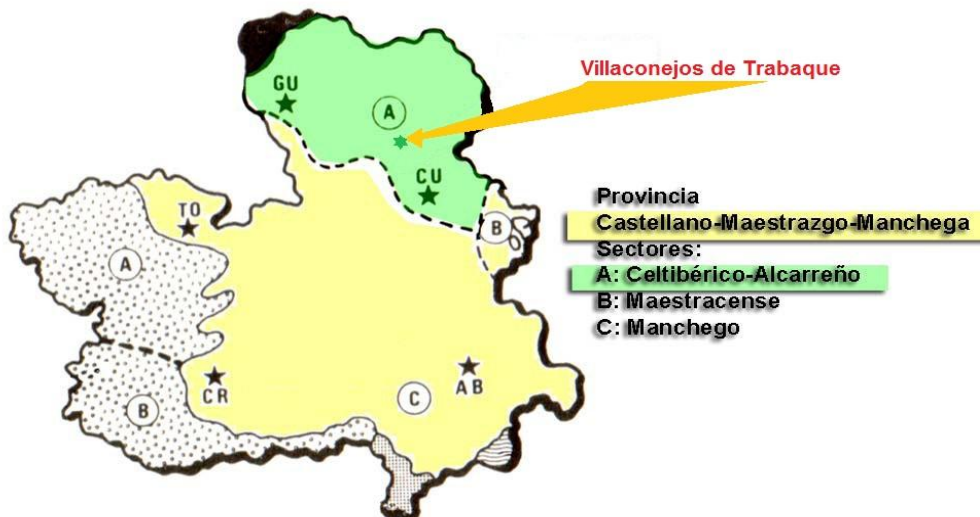 Villaconejos de Trabaque
GU
A
CU
TO
B
A
Provincia
Castellano-Maestrazgo-Manchega
Sectores:
A: Celtibérico-Alcarreño
B: Maestracense
C: Manchego
CR
AB
C
B